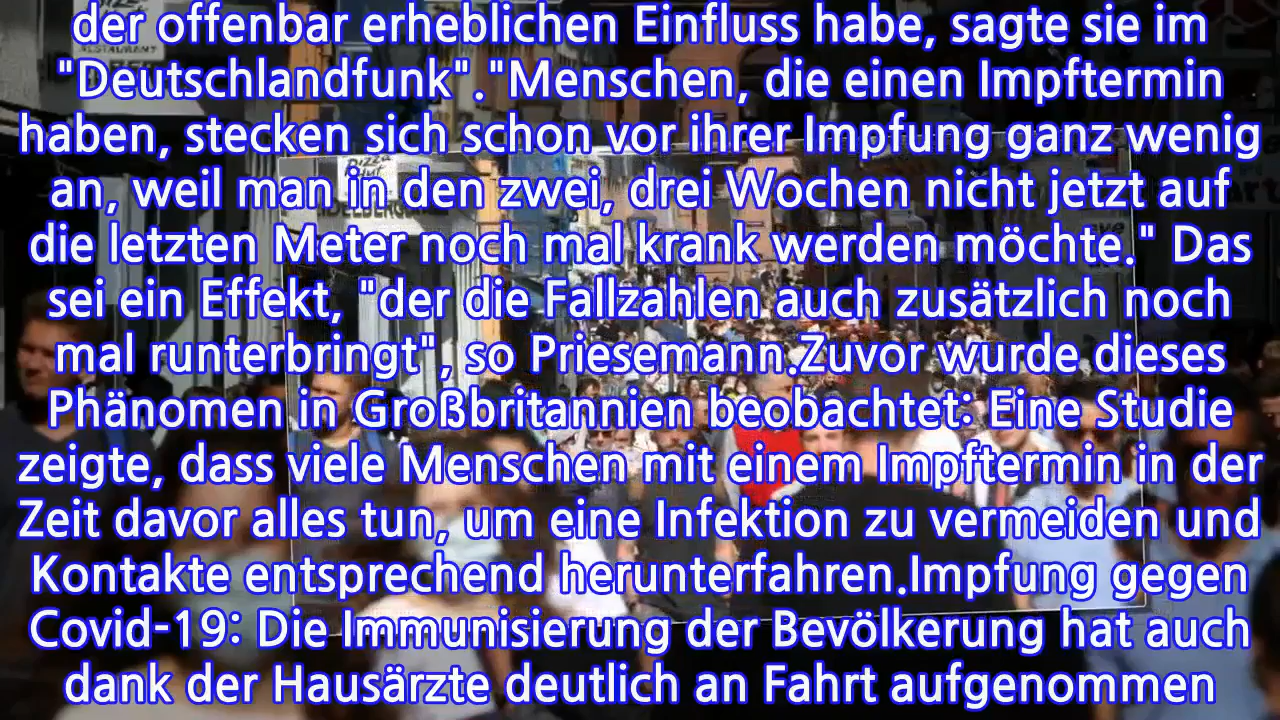 der offenbar erheblichen Einfluss habe, sagte sie im
"Deutschlandfunk"."Menschen, die einen Impftermin
haben, stecken sich schon vor ihrer Impfung ganz wenig
an, weil man in den zwei, drei Wochen nicht jetzt auf
die letzten Meter noch mal krank werden möchte." Das
sei ein Effekt, "der die Fallzahlen auch zusätzlich noch
mal runterbringt", so Priesemann.Zuvor wurde dieses
Phänomen in Großbritannien beobachtet: Eine Studie
zeigte, dass viele Menschen mit einem Impftermin in der
Zeit davor alles tun, um eine Infektion zu vermeiden und
Kontakte entsprechend herunterfahren.Impfung gegen
Covid-19: Die Immunisierung der Bevölkerung hat auch
dank der Hausärzte deutlich an Fahrt aufgenommen